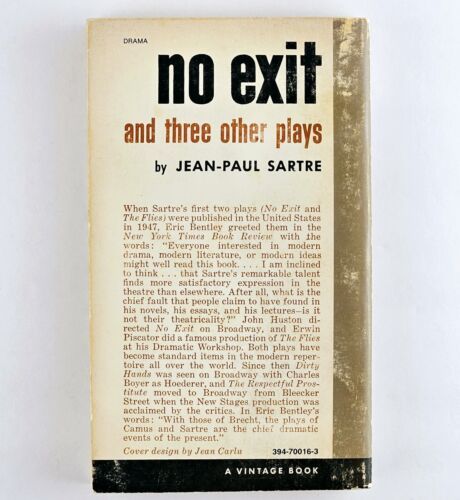 DRAMA
no exit
and three other plays
by JEAN-PAUL SARTRE
When Sartre's first two plays (No Exit and
The Flies) were published in the United States
in 1947, Eric Bentley greeted them in the
New York Times Book Review with the
words: "Everyone interested in modern
drama, modern literature, or modern ideas
might well read this book. . . . I am inclined
to think . . . that Sartre's remarkable talent
finds more satisfactory expression in the
theatre than elsewhere. After all, what is the
chief fault that people claim to have found in
his novels, his essays, and his lectures—is it
not their theatricality?" John Huston di-
rected No Exit on Broadway, and Erwin
Piscator did a famous production of The Flies
at his Dramatic Workshop. Both plays have
become standard items in the modern reper-
toire all over the world. Since then Dirty
Hands was seen on Broadway with Charles
Boyer as Hoederer, and The Respectful Pros-
titute moved to Broadway from Bleecker
Street when the New Stages production was
acclaimed by the critics. In Eric Bentley's
words: "With those of Brecht, the plays of
Camus and Sartre are the chief dramatic
events of the present."
Cover design by Jean Carlu
394-70016-3
A VINTAGE BOOK